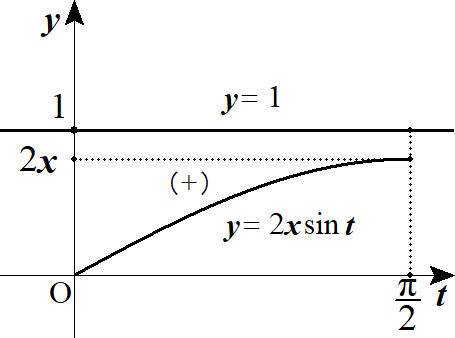 y
1
y = 1
2x
(+)
y = 2x sin t
O
π/2
t